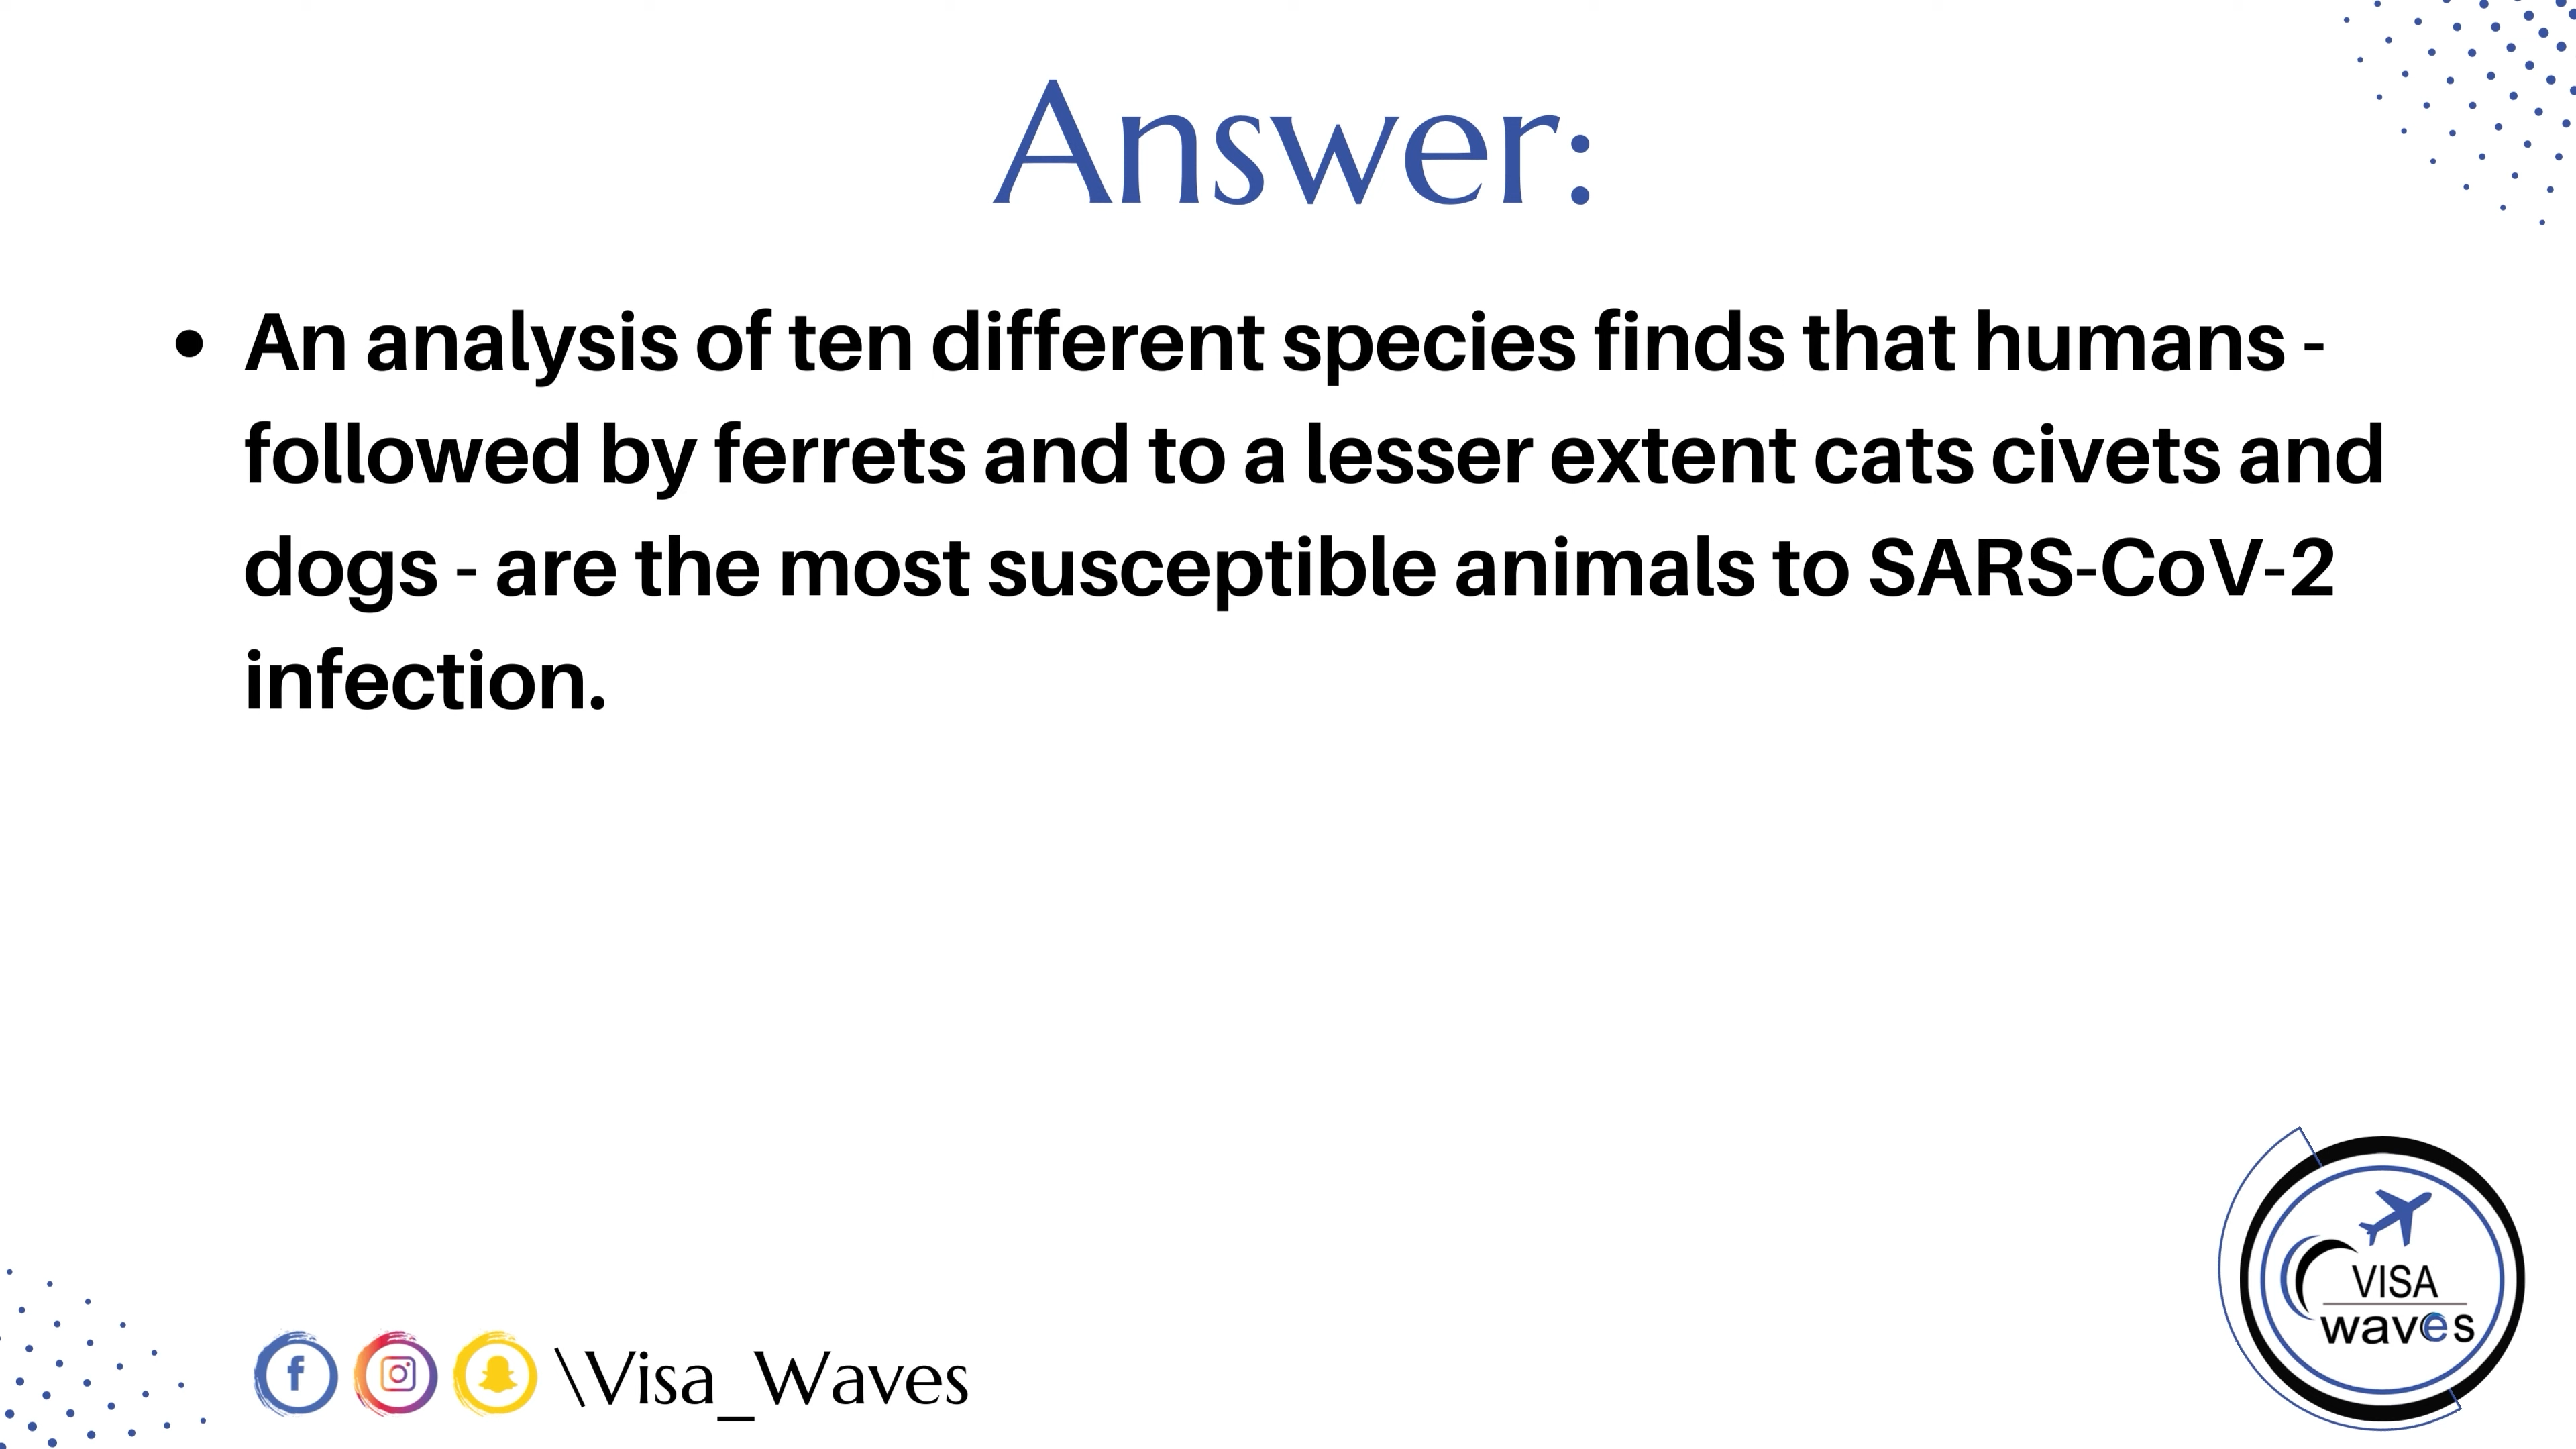 Answer:
• An analysis of ten different species finds that humans -
followed by ferrets and to a lesser extent cats civets and
dogs - are the most susceptible animals to SARS-CoV-2
infection.
\Visa_Waves
VISA
waves